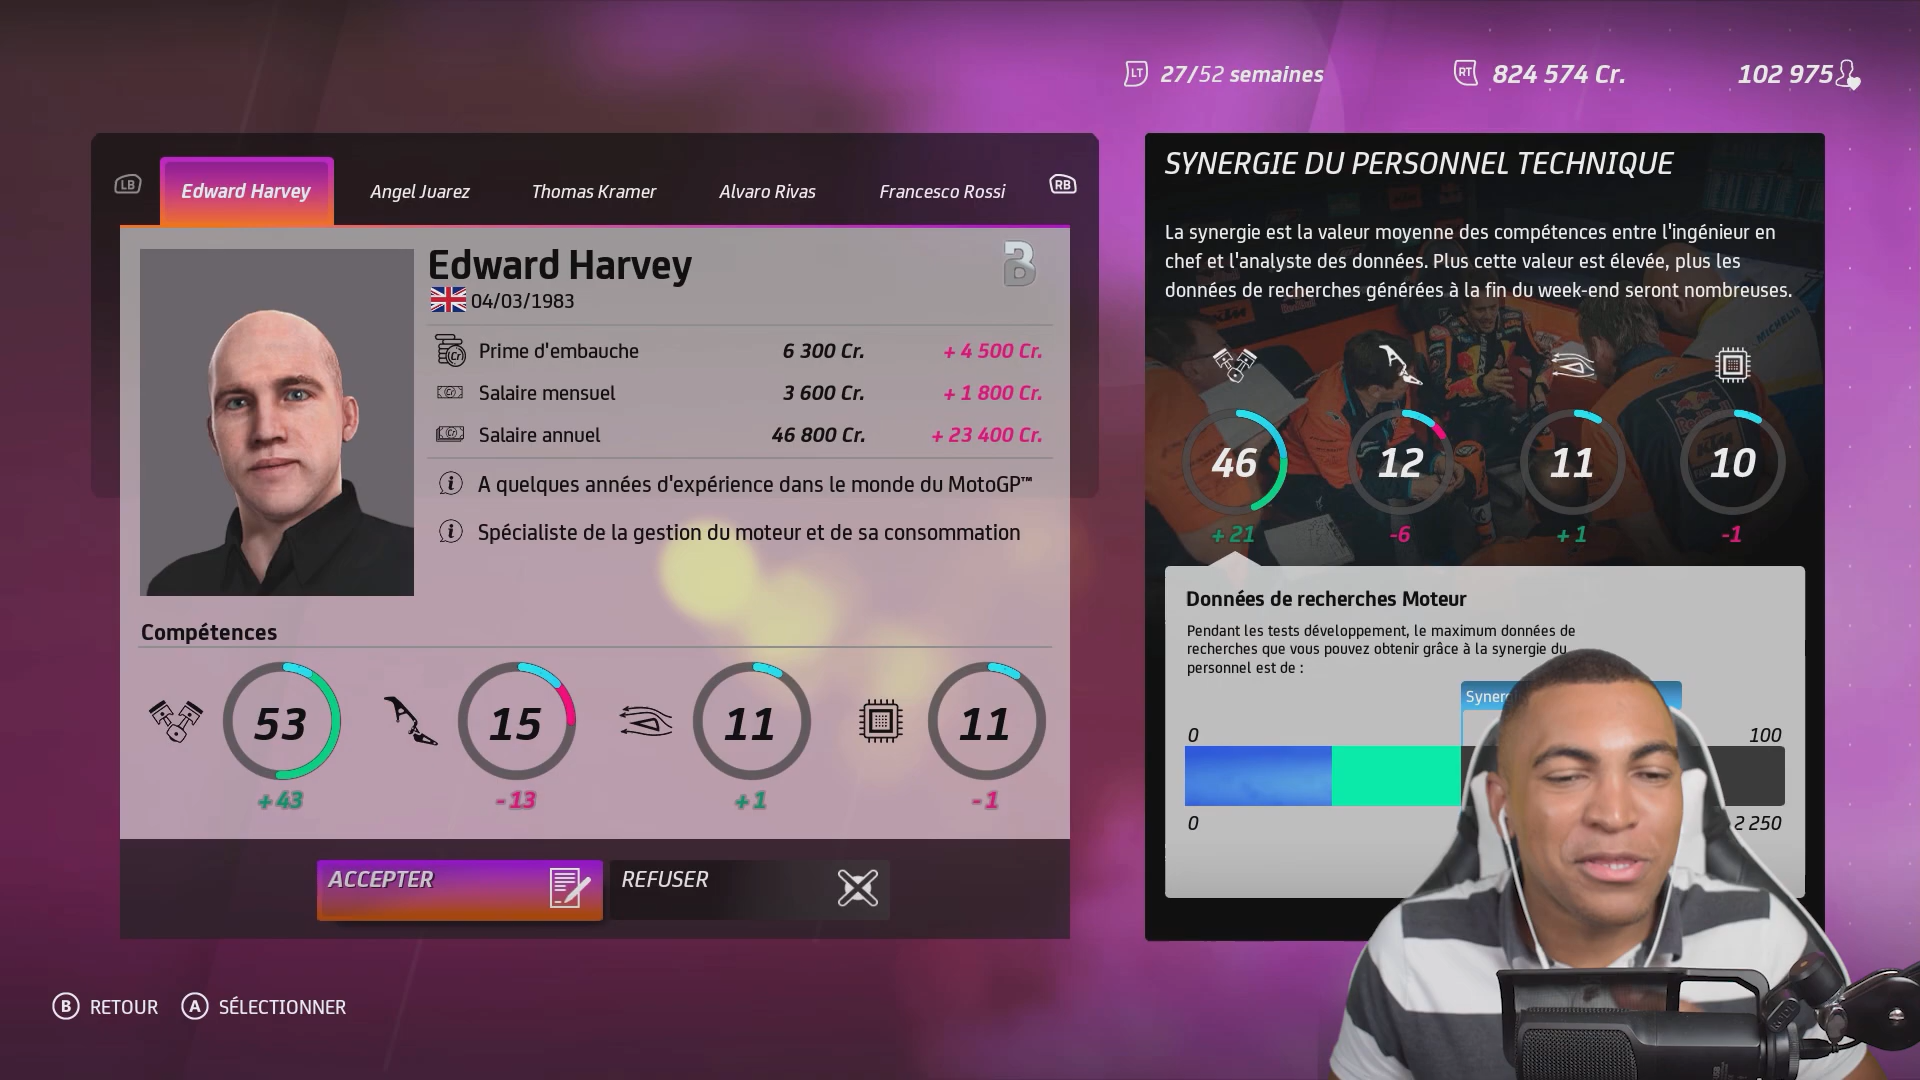 LT 27/52 semaines
RT 824 574 Cr.
102 975
LB
Edward Harvey
Angel Juarez
Thomas Kramer
Alvaro Rivas
Francesco Rossi
RB
Edward Harvey
B
04/03/1983
Prime d'embauche 6 300 Cr. + 4 500 Cr.
Salaire mensuel 3 600 Cr. + 1 800 Cr.
Salaire annuel 46 800 Cr. + 23 400 Cr.
A quelques années d'expérience dans le monde du MotoGP™
Spécialiste de la gestion du moteur et de sa consommation
Compétences
53 15 11 11
+ 43 - 13 + 1 - 1
ACCEPTER
REFUSER
B RETOUR A SÉLECTIONNER
SYNERGIE DU PERSONNEL TECHNIQUE
La synergie est la valeur moyenne des compétences entre l'ingénieur en
chef et l'analyste des données. Plus cette valeur est élevée, plus les
données de recherches générées à la fin du week-end seront nombreuses.
46 12 11 10
+ 21 -6 + 1 -1
Données de recherches Moteur
Pendant les tests développement, le maximum données de
recherches que vous pouvez obtenir grâce à la synergie du
personnel est de :
0 100
0 2 250